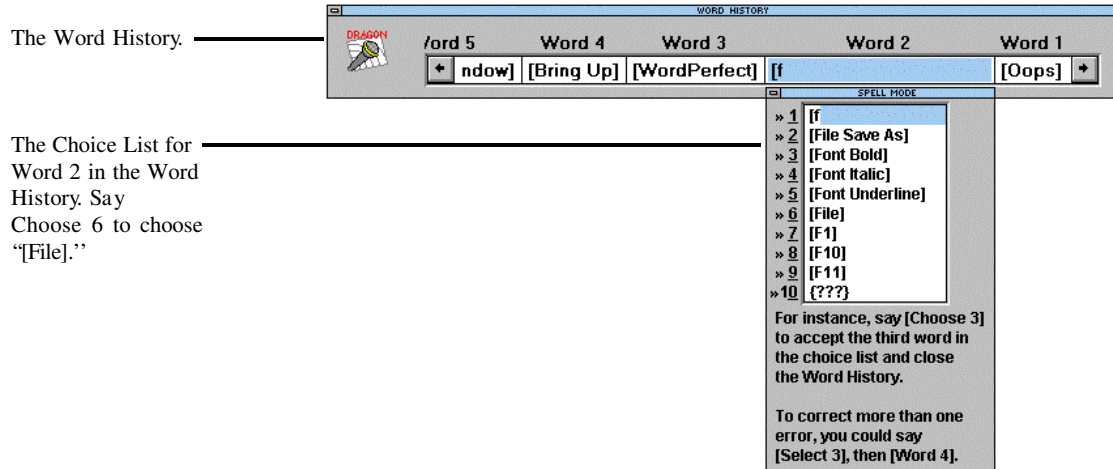 WORD HISTORY
The Word History.
DRAGON
/ord 5 Word 4 Word 3 Word 2 Word 1
ndow] [Bring Up] [WordPerfect] [f [Oops]
SPELL MODE
The Choice List for
Word 2 in the Word
History. Say
Choose 6 to choose
“[File].’’
» 1 [f
» 2 [File Save As]
» 3 [Font Bold]
» 4 [Font Italic]
» 5 [Font Underline]
» 6 [File]
» 7 [F1]
» 8 [F10]
» 9 [F11]
»10 {???}
For instance, say [Choose 3]
to accept the third word in
the choice list and close
the Word History.
To correct more than one
error, you could say
[Select 3], then [Word 4].